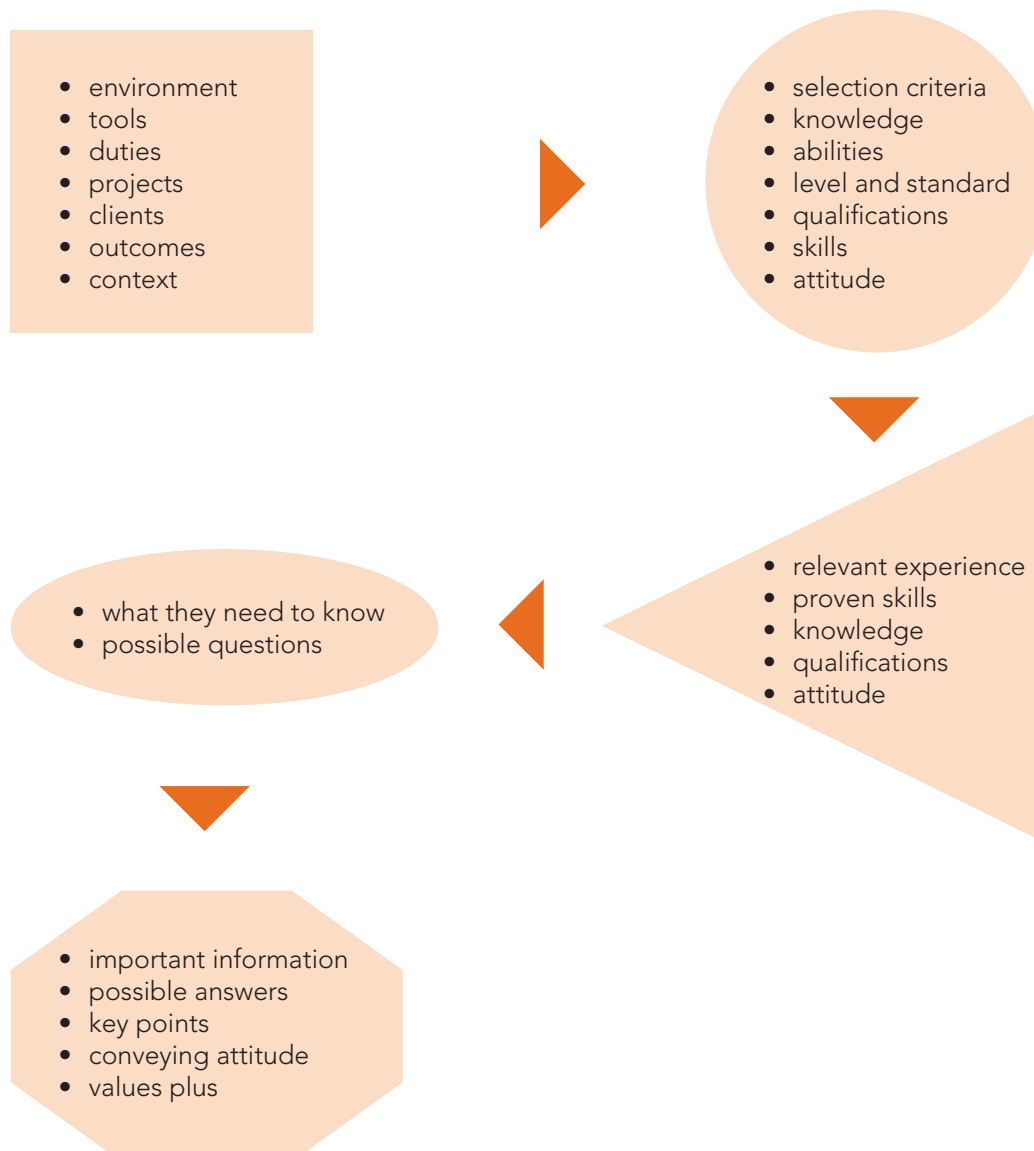 • environment
• tools
• duties
• projects
• clients
• outcomes
• context
• selection criteria
• knowledge
• abilities
• level and standard
• qualifications
• skills
• attitude
• relevant experience
• proven skills
• knowledge
• qualifications
• attitude
• what they need to know
• possible questions
• important information
• possible answers
• key points
• conveying attitude
• values plus